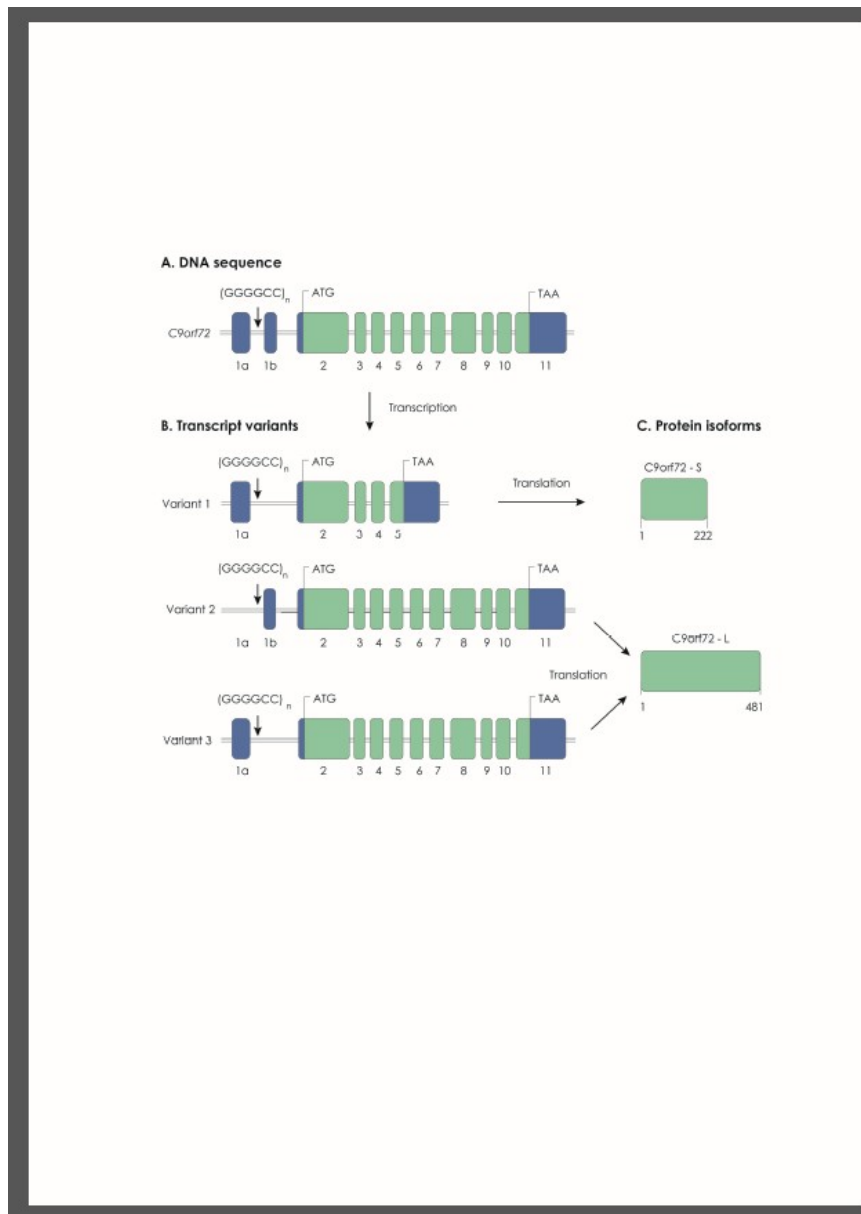 A. DNA sequence
(GGGGCC)n
ATG
TAA
C9orf72
1a 1b 2 3 4 5 6 7 8 9 10 11
Transcription
B. Transcript variants
C. Protein isoforms
(GGGGCC)n
ATG
TAA
Variant 1
1a 2 3 4 5
Translation
C9orf72 - S
1 222
(GGGGCC)n
ATG
TAA
Variant 2
1a 1b 2 3 4 5 6 7 8 9 10 11
Translation
C9orf72 - L
1 481
(GGGGCC)n
ATG
TAA
Variant 3
1a 2 3 4 5 6 7 8 9 10 11